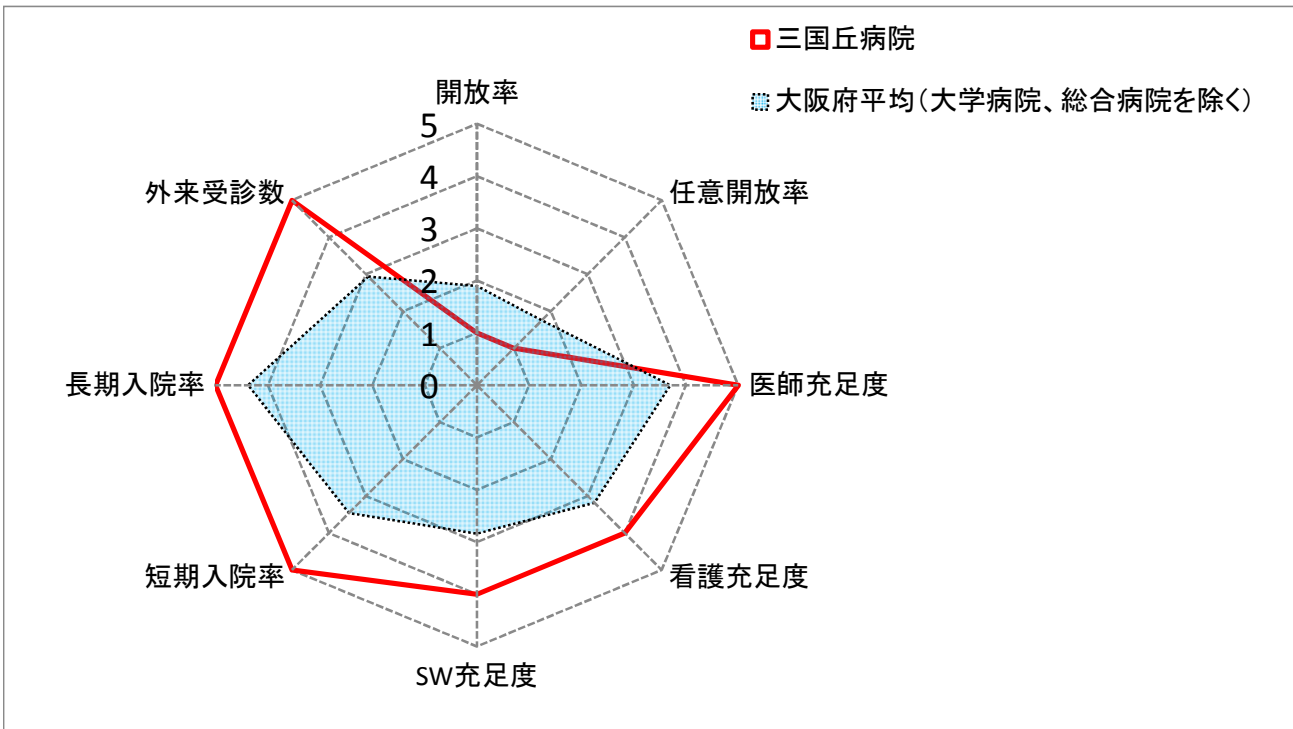 三国丘病院
大阪府平均(大学病院、総合病院を除く)
開放率
5
4
3
2
1
0
任意開放率
医師充足度
看護充足度
SW充足度
短期入院率
長期入院率
外来受診数